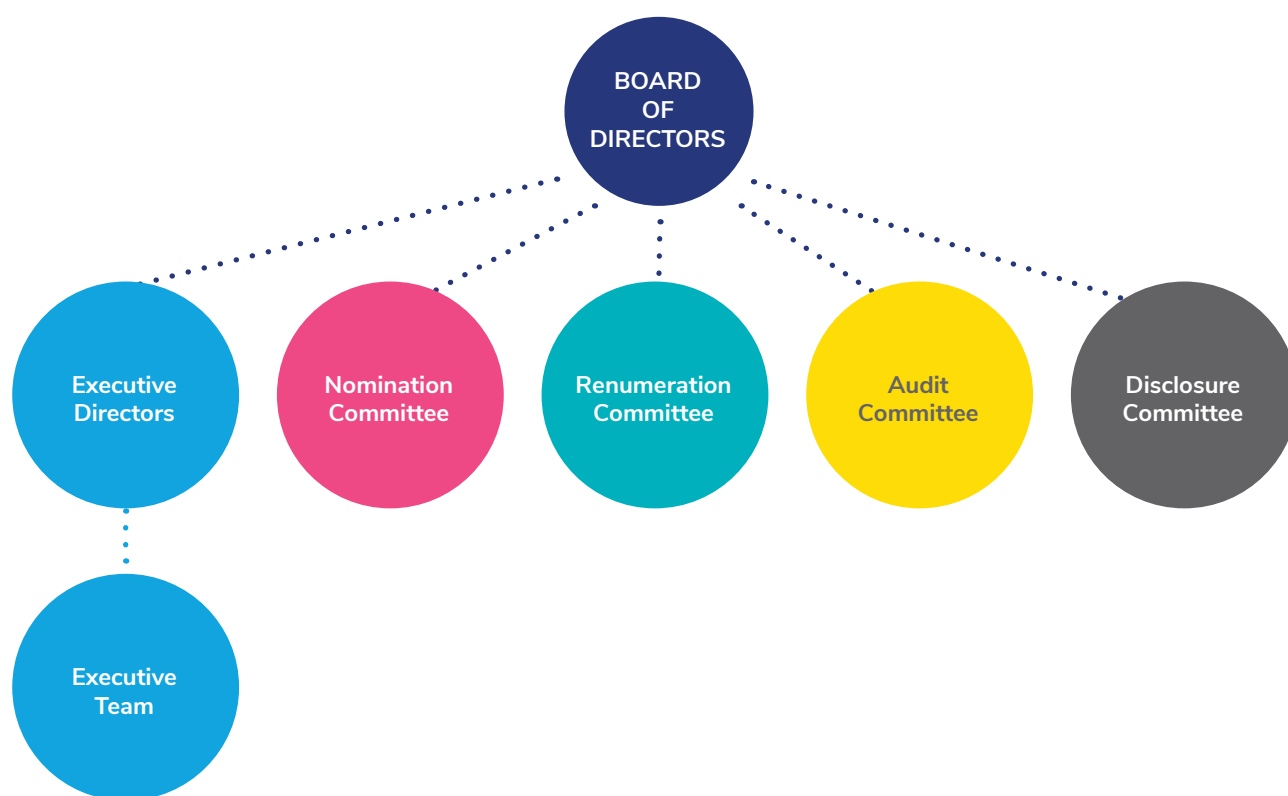 BOARD
OF
DIRECTORS
Executive
Directors
Nomination
Committee
Renumeration
Committee
Audit
Committee
Disclosure
Committee
Executive
Team